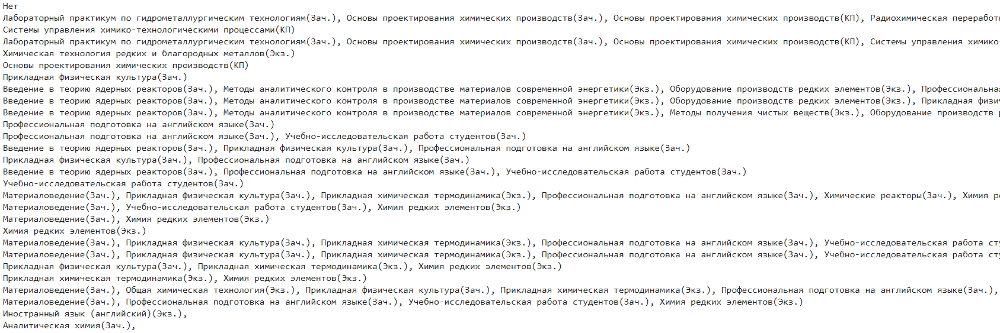 Нет
Лабораторный практикум по гидрометаллургическим технологиям(Зач.), Основы проектирования химических производств(Зач.), Основы проектирования химических производств(КП), Радиохимическая
Системы управления химико-технологическими процессами(КП)
Лабораторный практикум по гидрометаллургическим технологиям(Зач.), Основы проектирования химических производств(Зач.), Основы проектирования химических производств(КП), Системы управления
Химическая технология редких и благородных металлов(Экз.)
Основы проектирования химических производств(КП)
Прикладная физическая культура(Зач.)
Введение в теорию ядерных реакторов(Зач.), Методы аналитического контроля в производстве материалов современной энергетики(Экз.), Оборудование производств редких элементов(Экз.),
Введение в теорию ядерных реакторов(Зач.), Методы аналитического контроля в производстве материалов современной энергетики(Экз.), Оборудование производств редких элементов(Экз.), Прикладная
Введение в теорию ядерных реакторов(Зач.), Методы аналитического контроля в производстве материалов современной энергетики(Экз.), Методы получения чистых веществ(Экз.), Оборудование производств
Профессиональная подготовка на английском языке(Зач.)
Профессиональная подготовка на английском языке(Зач.), Учебно-исследовательская работа студентов(Зач.)
Введение в теорию ядерных реакторов(Зач.), Прикладная физическая культура(Зач.), Профессиональная подготовка на английском языке(Зач.)
Прикладная физическая культура(Зач.), Профессиональная подготовка на английском языке(Зач.)
Введение в теорию ядерных реакторов(Зач.), Профессиональная подготовка на английском языке(Зач.), Учебно-исследовательская работа студентов(Зач.)
Учебно-исследовательская работа студентов(Зач.)
Материаловедение(Зач.), Прикладная физическая культура(Зач.), Прикладная химическая термодинамика(Экз.), Профессиональная подготовка на английском языке(Зач.), Химические реакторы(Зач.), Химия
Материаловедение(Зач.), Учебно-исследовательская работа студентов(Зач.), Химия редких элементов(Экз.)
Материаловедение(Зач.), Химия редких элементов(Экз.)
Химия редких элементов(Экз.)
Материаловедение(Зач.), Прикладная физическая культура(Зач.), Прикладная химическая термодинамика(Экз.), Профессиональная подготовка на английском языке(Зач.), Учебно-исследовательская работа
Материаловедение(Зач.), Прикладная физическая культура(Зач.), Прикладная химическая термодинамика(Экз.), Профессиональная подготовка на английском языке(Зач.), Учебно-исследовательская работа
Прикладная физическая культура(Зач.), Прикладная химическая термодинамика(Экз.), Химия редких элементов(Экз.)
Прикладная химическая термодинамика(Экз.), Химия редких элементов(Экз.)
Материаловедение(Зач.), Общая химическая технология(Экз.), Прикладная физическая культура(Зач.), Прикладная химическая термодинамика(Экз.), Профессиональная подготовка на английском языке(Зач.),
Материаловедение(Зач.), Профессиональная подготовка на английском языке(Зач.), Учебно-исследовательская работа студентов(Зач.), Химия редких элементов(Экз.)
Иностранный язык (английский)(Экз.),
Аналитическая химия(Зач.),